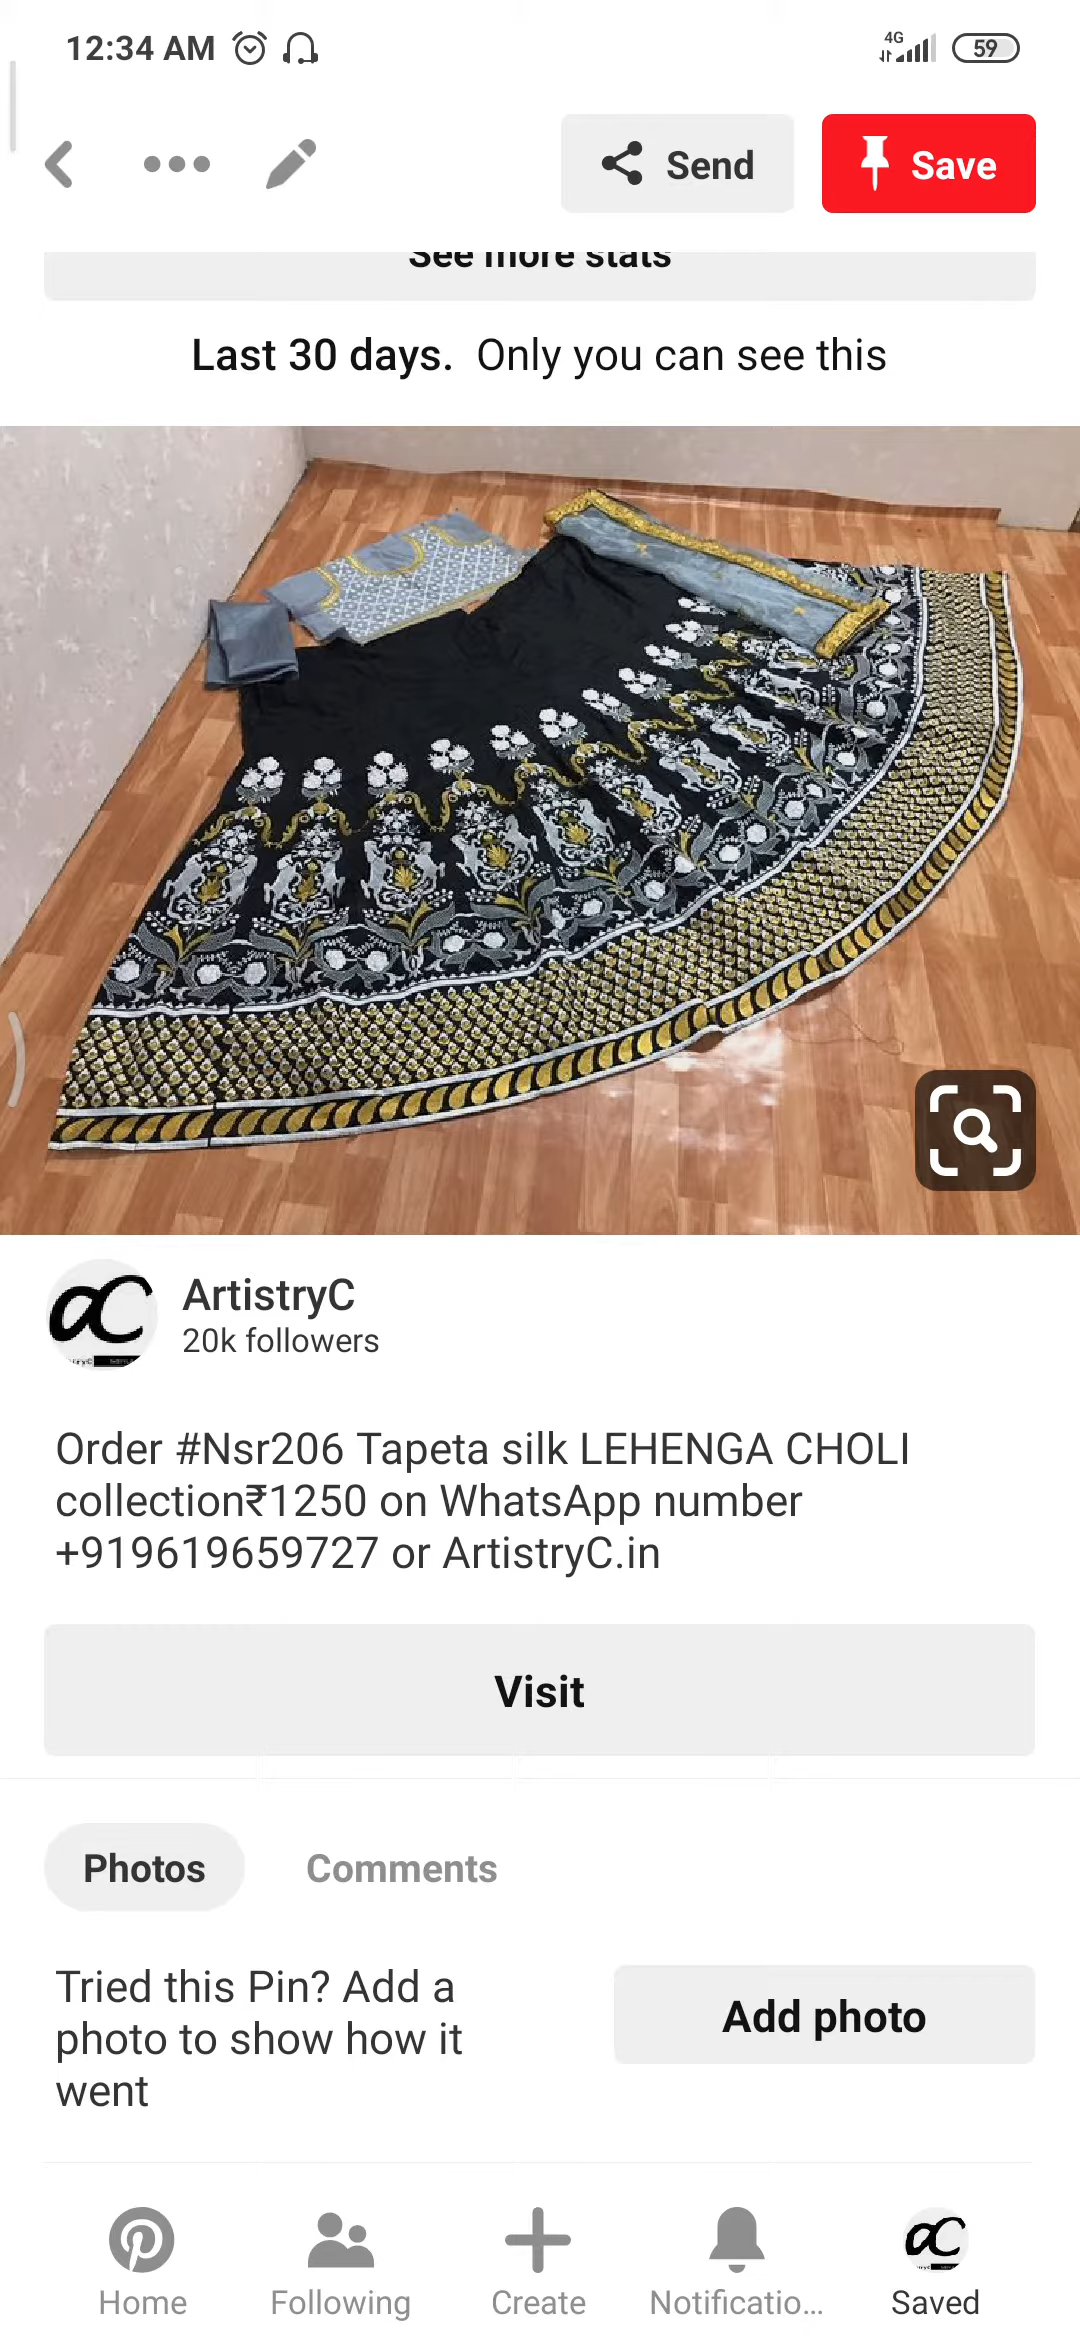 12:34 AM
4G
59
Send
Save
See more stats
Last 30 days. Only you can see this
aC
ArtistryC
20k followers
Order #Nsr206 Tapeta silk LEHENGA CHOLI
collection₹1250 on WhatsApp number
+919619659727 or ArtistryC.in
Visit
Photos
Comments
Tried this Pin? Add a
photo to show how it
went
Add photo
aC
Home
Following
Create
Notificatio...
Saved